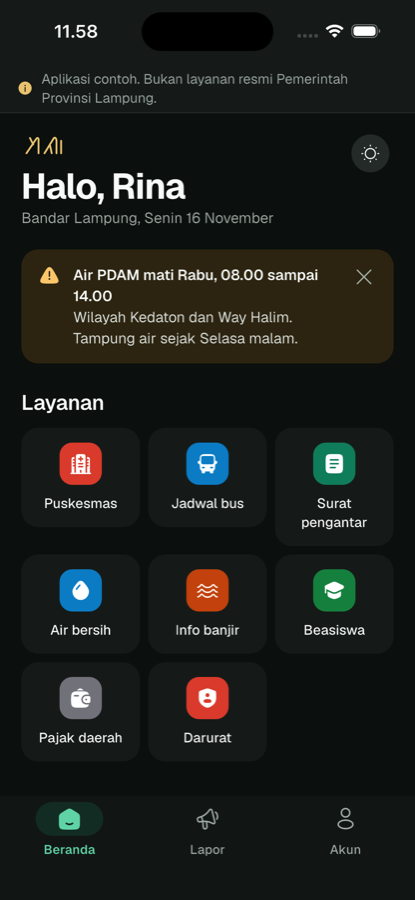 11.58
Aplikasi contoh. Bukan layanan resmi Pemerintah
Provinsi Lampung.
Halo, Rina
Bandar Lampung, Senin 16 November
Air PDAM mati Rabu, 08.00 sampai
14.00
Wilayah Kedaton dan Way Halim.
Tampung air sejak Selasa malam.
Layanan
Puskesmas
Jadwal bus
Surat
pengantar
Air bersih
Info banjir
Beasiswa
Pajak daerah
Darurat
Beranda
Lapor
Akun